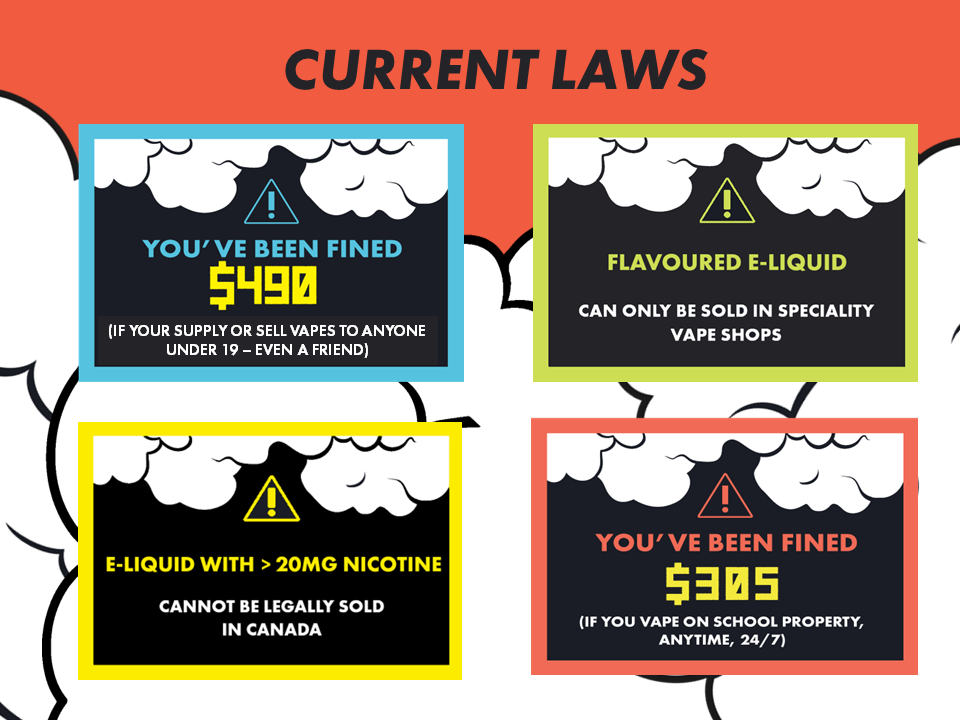 CURRENT LAWS
YOU'VE BEEN FINED
$490
(IF YOUR SUPPLY OR SELL VAPES TO ANYONE
UNDER 19 – EVEN A FRIEND)
FLAVOURED E-LIQUID
CAN ONLY BE SOLD IN SPECIALITY
VAPE SHOPS
E-LIQUID WITH > 20MG NICOTINE
CANNOT BE LEGALLY SOLD
IN CANADA
YOU'VE BEEN FINED
$305
(IF YOU VAPE ON SCHOOL PROPERTY,
ANYTIME, 24/7)